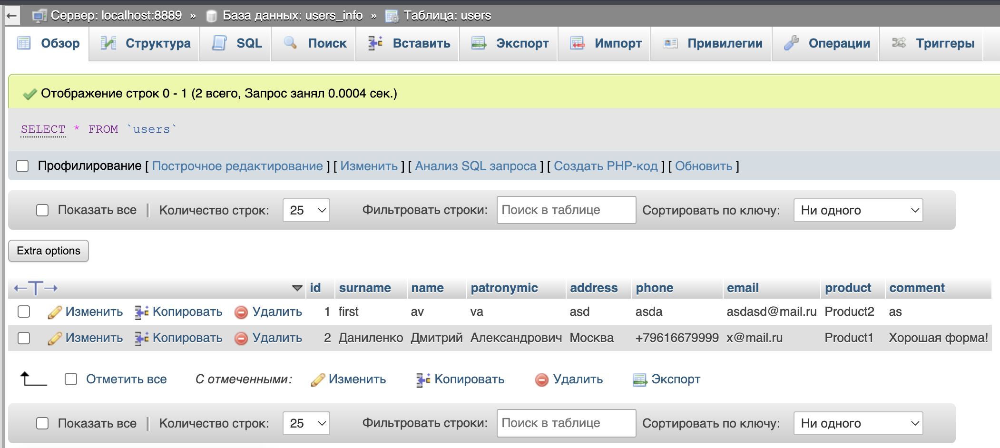 Сервер: localhost:8889 » База данных: users_info » Таблица: users
Обзор Структура SQL Поиск Вставить Экспорт Импорт Привилегии Операции Триггеры
Отображение строк 0 - 1 (2 всего, Запрос занял 0.0004 сек.)
SELECT * FROM `users`
Профилирование [ Построчное редактирование ] [ Изменить ] [ Анализ SQL запроса ] [ Создать PHP-код ] [ Обновить ]
Показать все | Количество строк: 25 Фильтровать строки: Поиск в таблице Сортировать по ключу: Ни одного
Extra options
←T→ id surname name patronymic address phone email product comment
Изменить Копировать Удалить 1 first av va asd asda asdasd@mail.ru Product2 as
Изменить Копировать Удалить 2 Даниленко Дмитрий Александрович Москва +79616679999 x@mail.ru Product1 Хорошая форма!
Отметить все С отмеченными: Изменить Копировать Удалить Экспорт
Показать все | Количество строк: 25 Фильтровать строки: Поиск в таблице Сортировать по ключу: Ни одного